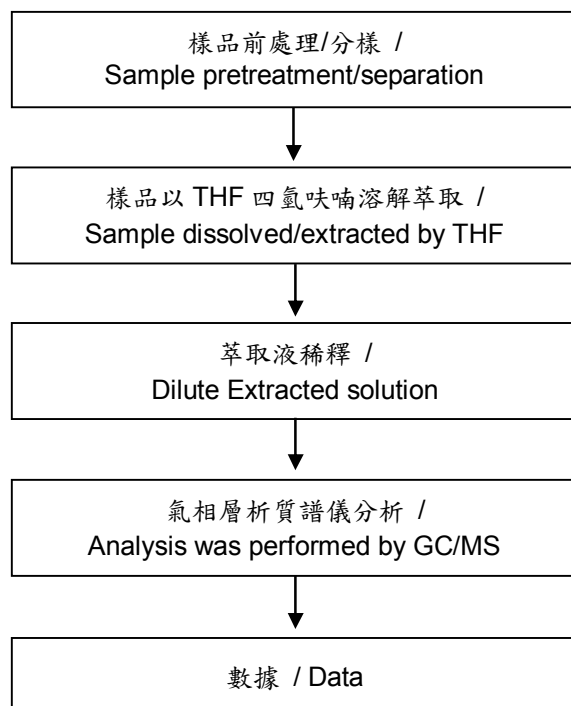 樣品前處理/分樣 /
Sample pretreatment/separation
樣品以 THF 四氫呋喃溶解萃取 /
Sample dissolved/extracted by THF
萃取液稀釋 /
Dilute Extracted solution
氣相層析質譜儀分析 /
Analysis was performed by GC/MS
數據 / Data